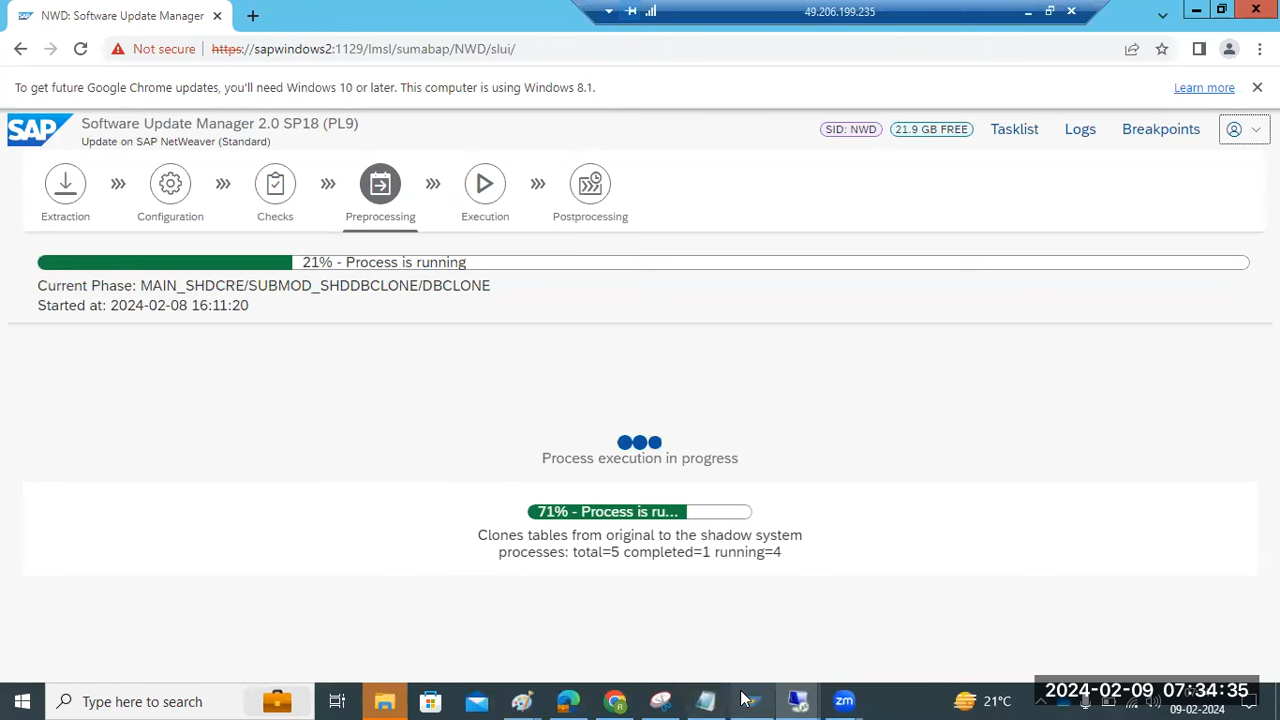 NWD: Software Update Manager
49.206.199.235
Not secure
https://sapwindows2:1129/lmsl/sumabap/NWD/slui/
To get future Google Chrome updates, you'll need Windows 10 or later. This computer is using Windows 8.1.
Learn more
SAP
Software Update Manager 2.0 SP18 (PL9)
Update on SAP NetWeaver (Standard)
SID: NWD
21.9 GB FREE
Tasklist
Logs
Breakpoints
Extraction
Configuration
Checks
Preprocessing
Execution
Postprocessing
21% - Process is running
Current Phase: MAIN_SHDCRE/SUBMOD_SHDDBCLONE/DBCLONE
Started at: 2024-02-08 16:11:20
Process execution in progress
71% - Process is ru...
Clones tables from original to the shadow system
processes: total=5 completed=1 running=4
Type here to search
zm
21°C
2024-02-09 07:34:35
09-02-2024